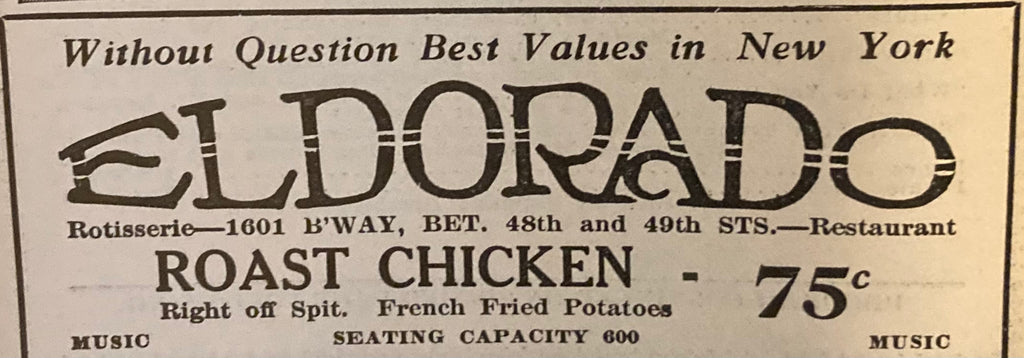 Without Question Best Values in New York
ELDORADO
Rotisserie—1601 B'WAY, BET. 48th and 49th STS.—Restaurant
ROAST CHICKEN - 75c
Right off Spit. French Fried Potatoes
MUSIC SEATING CAPACITY 600 MUSIC